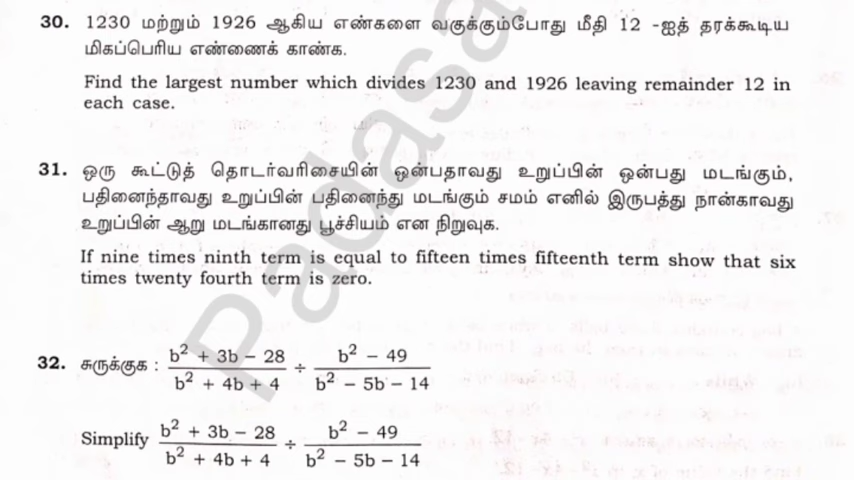 30. 1230 மற்றும் 1926 ஆகிய எண்களை வகுக்கும்போது மீதி 12 -ஐத் தரக்கூடிய
மிகப்பெரிய எண்ணைக் காண்க.
Find the largest number which divides 1230 and 1926 leaving remainder 12 in
each case.
31. ஒரு கூட்டுத் தொடர்வரிசையின் ஒன்பதாவது உறுப்பின் ஒன்பது மடங்கும்,
பதினைந்தாவது உறுப்பின் பதினைந்து மடங்கும் சமம் எனில் இருபத்து நான்காவது
உறுப்பின் ஆறு மடங்கானது பூச்சியம் என நிறுவுக.
If nine times ninth term is equal to fifteen times fifteenth term show that six
times twenty fourth term is zero.
32. சுருக்குக : (b² + 3b − 28)/(b² + 4b + 4) ÷ (b² − 49)/(b² − 5b − 14)
Simplify (b² + 3b − 28)/(b² + 4b + 4) ÷ (b² − 49)/(b² − 5b − 14)
Padasa